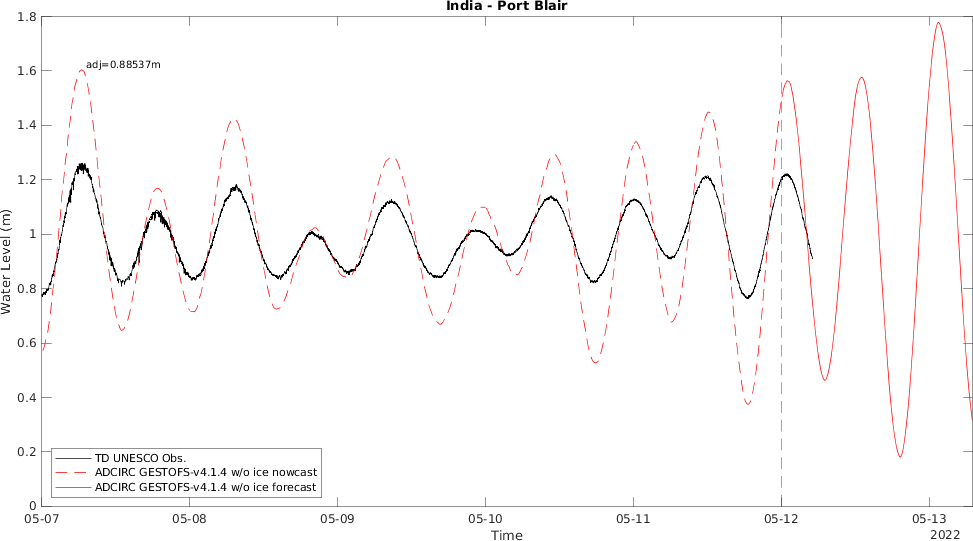 India - Port Blair
1.8
1.6
1.4
1.2
1
0.8
0.6
0.4
0.2
0
Water Level (m)
adj=0.88537m
TD UNESCO Obs.
ADCIRC GESTOFS-v4.1.4 w/o ice nowcast
ADCIRC GESTOFS-v4.1.4 w/o ice forecast
05-07 05-08 05-09 05-10 05-11 05-12 05-13
Time
2022